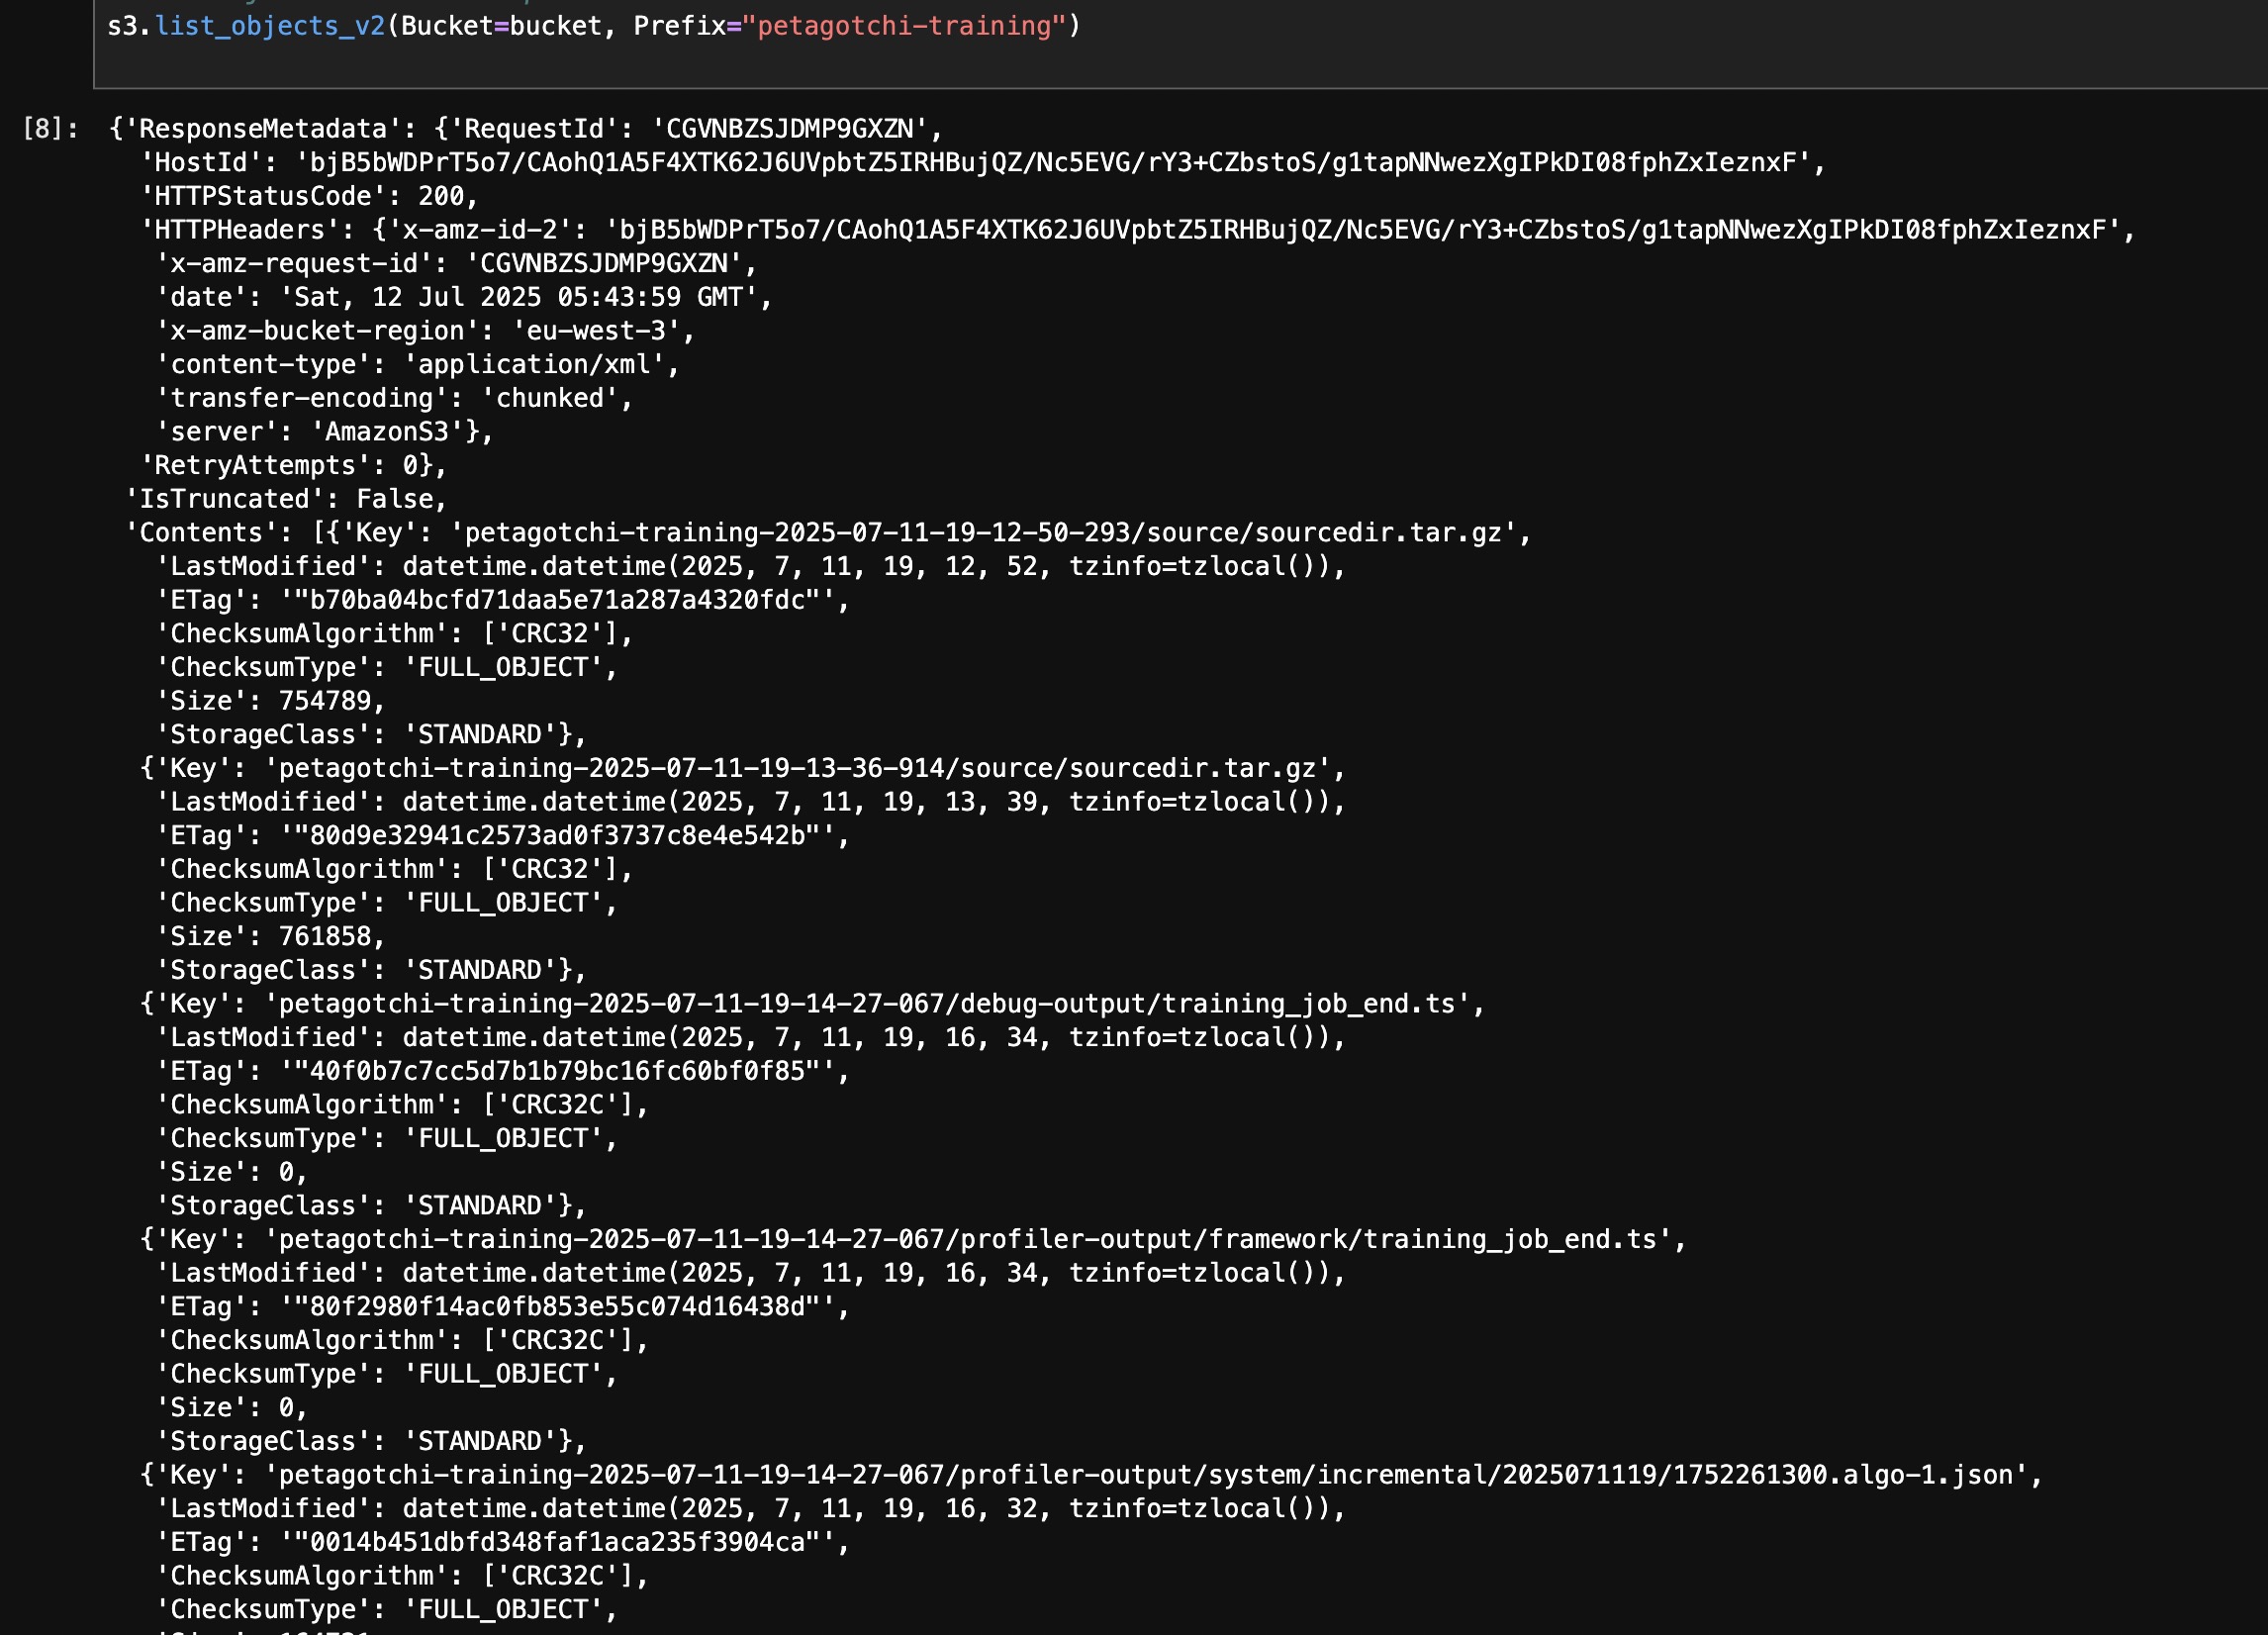 s3.list_objects_v2(Bucket=bucket, Prefix="petagotchi-training")
[8]: {'ResponseMetadata': {'RequestId': 'CGVNBZSJDMP9GXZN',
'HostId': 'bjB5bWDPrT5o7/CAohQ1A5F4XTK62J6UVpbtZ5IRHBujQZ/Nc5EVG/rY3+CZbstoS/g1tapNNwezXgIPkDI08fphZxIeznxF',
'HTTPStatusCode': 200,
'HTTPHeaders': {'x-amz-id-2': 'bjB5bWDPrT5o7/CAohQ1A5F4XTK62J6UVpbtZ5IRHBujQZ/Nc5EVG/rY3+CZbstoS/g1tapNNwezXgIPkDI08fphZxIeznxF',
'x-amz-request-id': 'CGVNBZSJDMP9GXZN',
'date': 'Sat, 12 Jul 2025 05:43:59 GMT',
'x-amz-bucket-region': 'eu-west-3',
'content-type': 'application/xml',
'transfer-encoding': 'chunked',
'server': 'AmazonS3'},
'RetryAttempts': 0},
'IsTruncated': False,
'Contents': [{'Key': 'petagotchi-training-2025-07-11-19-12-50-293/source/sourcedir.tar.gz',
'LastModified': datetime.datetime(2025, 7, 11, 19, 12, 52, tzinfo=tzlocal()),
'ETag': '"b70ba04bcfd71daa5e71a287a4320fdc"',
'ChecksumAlgorithm': ['CRC32'],
'ChecksumType': 'FULL_OBJECT',
'Size': 754789,
'StorageClass': 'STANDARD'},
{'Key': 'petagotchi-training-2025-07-11-19-13-36-914/source/sourcedir.tar.gz',
'LastModified': datetime.datetime(2025, 7, 11, 19, 13, 39, tzinfo=tzlocal()),
'ETag': '"80d9e32941c2573ad0f3737c8e4e542b"',
'ChecksumAlgorithm': ['CRC32'],
'ChecksumType': 'FULL_OBJECT',
'Size': 761858,
'StorageClass': 'STANDARD'},
{'Key': 'petagotchi-training-2025-07-11-19-14-27-067/debug-output/training_job_end.ts',
'LastModified': datetime.datetime(2025, 7, 11, 19, 16, 34, tzinfo=tzlocal()),
'ETag': '"40f0b7c7cc5d7b1b79bc16fc60bf0f85"',
'ChecksumAlgorithm': ['CRC32C'],
'ChecksumType': 'FULL_OBJECT',
'Size': 0,
'StorageClass': 'STANDARD'},
{'Key': 'petagotchi-training-2025-07-11-19-14-27-067/profiler-output/framework/training_job_end.ts',
'LastModified': datetime.datetime(2025, 7, 11, 19, 16, 34, tzinfo=tzlocal()),
'ETag': '"80f2980f14ac0fb853e55c074d16438d"',
'ChecksumAlgorithm': ['CRC32C'],
'ChecksumType': 'FULL_OBJECT',
'Size': 0,
'StorageClass': 'STANDARD'},
{'Key': 'petagotchi-training-2025-07-11-19-14-27-067/profiler-output/system/incremental/2025071119/1752261300.algo-1.json',
'LastModified': datetime.datetime(2025, 7, 11, 19, 16, 32, tzinfo=tzlocal()),
'ETag': '"0014b451dbfd348faf1aca235f3904ca"',
'ChecksumAlgorithm': ['CRC32C'],
'ChecksumType': 'FULL_OBJECT',